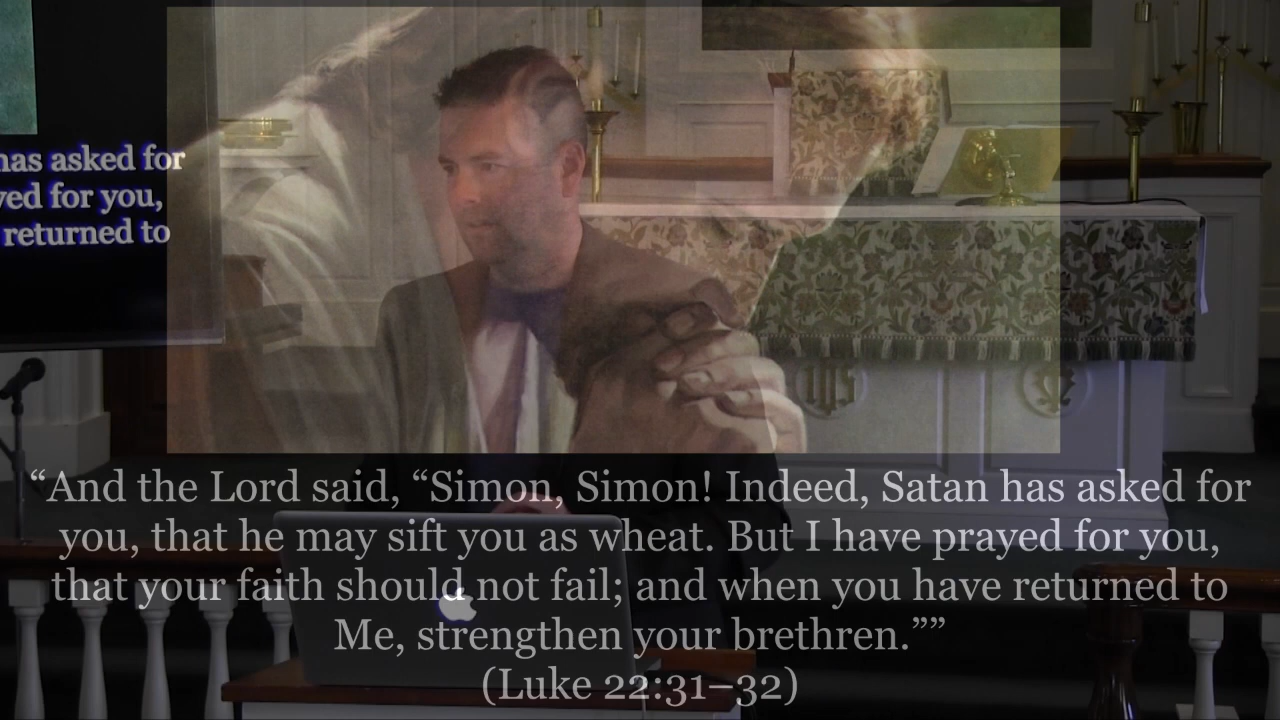 has asked for
ved for you,
returned to
“And the Lord said, “Simon, Simon! Indeed, Satan has asked for
you, that he may sift you as wheat. But I have prayed for you,
that your faith should not fail; and when you have returned to
Me, strengthen your brethren.””
(Luke 22:31–32)